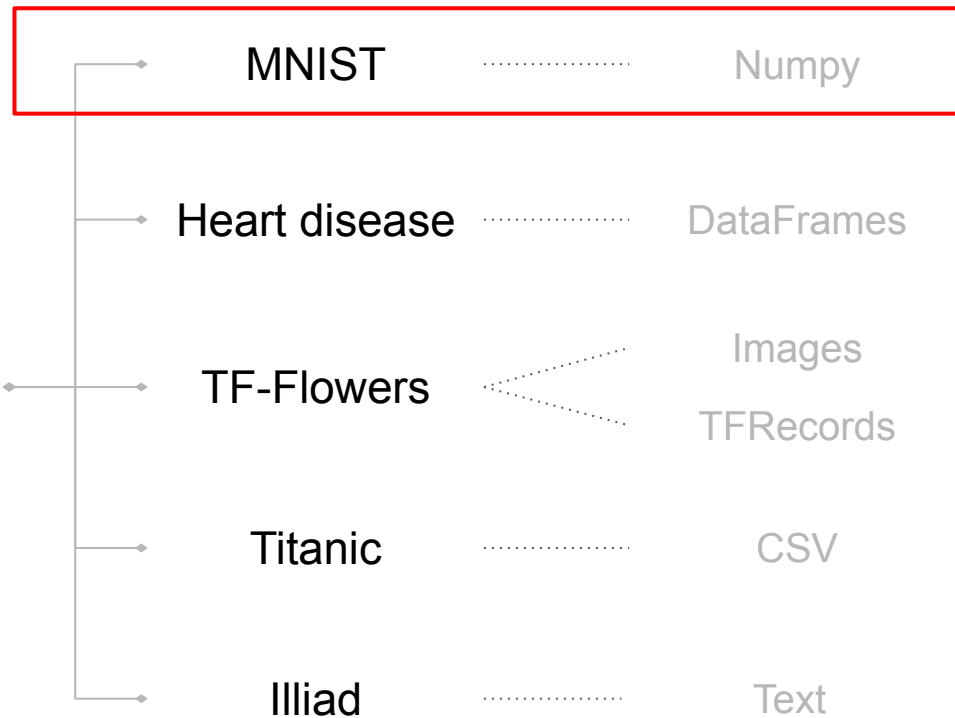 MNIST Numpy
Heart disease DataFrames
Images
TF-Flowers
TFRecords
Titanic CSV
Illiad Text